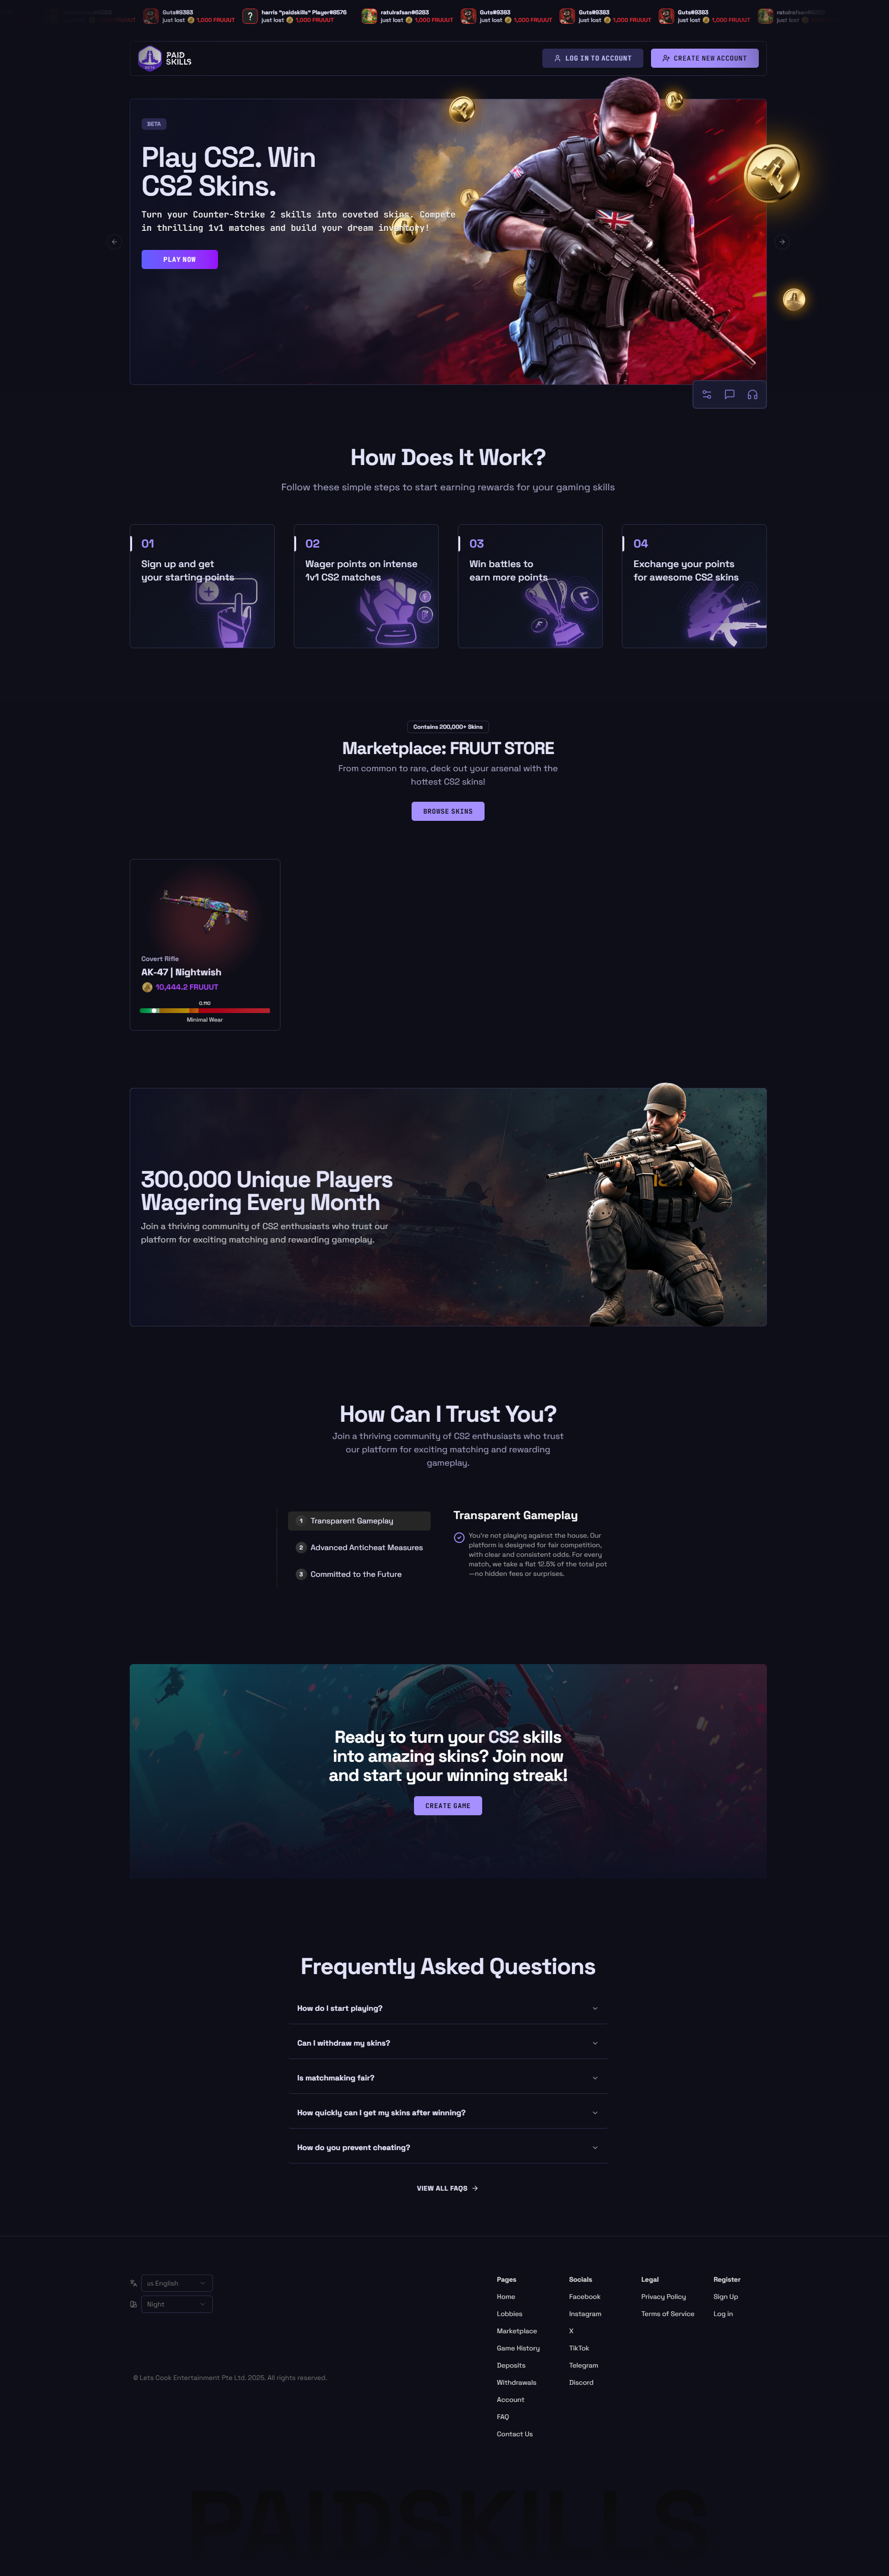 Guts#9383
just lost 1,000 FRUUUT
harris "paidskills" Player#8576
just lost 1,000 FRUUUT
ratulrafsan#6283
just lost 1,000 FRUUUT
Guts#9383
just lost 1,000 FRUUUT
Guts#9383
just lost 1,000 FRUUUT
Guts#9383
just lost 1,000 FRUUUT
just lost
PAID
SKILLS
BETA
LOG IN TO ACCOUNT
CREATE NEW ACCOUNT
BETA
Play CS2. Win
CS2 Skins.
Turn your Counter-Strike 2 skills into coveted skins. Compete
in thrilling 1v1 matches and build your dream inventory!
PLAY NOW
How Does It Work?
Follow these simple steps to start earning rewards for your gaming skills
01
Sign up and get
your starting points
02
Wager points on intense
1v1 CS2 matches
03
Win battles to
earn more points
04
Exchange your points
for awesome CS2 skins
Contains 200,000+ Skins
Marketplace: FRUUT STORE
From common to rare, deck out your arsenal with the
hottest CS2 skins!
BROWSE SKINS
Covert Rifle
AK-47 | Nightwish
10,444.2 FRUUUT
0.110
Minimal Wear
300,000 Unique Players
Wagering Every Month
Join a thriving community of CS2 enthusiasts who trust our
platform for exciting matching and rewarding gameplay.
How Can I Trust You?
Join a thriving community of CS2 enthusiasts who trust
our platform for exciting matching and rewarding
gameplay.
1 Transparent Gameplay
2 Advanced Anticheat Measures
3 Committed to the Future
Transparent Gameplay
You're not playing against the house. Our
platform is designed for fair competition,
with clear and consistent odds. For every
match, we take a flat 12.5% of the total pot
—no hidden fees or surprises.
Ready to turn your CS2 skills
into amazing skins? Join now
and start your winning streak!
CREATE GAME
Frequently Asked Questions
How do I start playing?
Can I withdraw my skins?
Is matchmaking fair?
How quickly can I get my skins after winning?
How do you prevent cheating?
VIEW ALL FAQS
us English
Night
© Lets Cook Entertainment Pte Ltd. 2025. All rights reserved.
Pages
Home
Lobbies
Marketplace
Game History
Deposits
Withdrawals
Account
FAQ
Contact Us
Socials
Facebook
Instagram
X
TikTok
Telegram
Discord
Legal
Privacy Policy
Terms of Service
Register
Sign Up
Log in
PAIDSKILLS